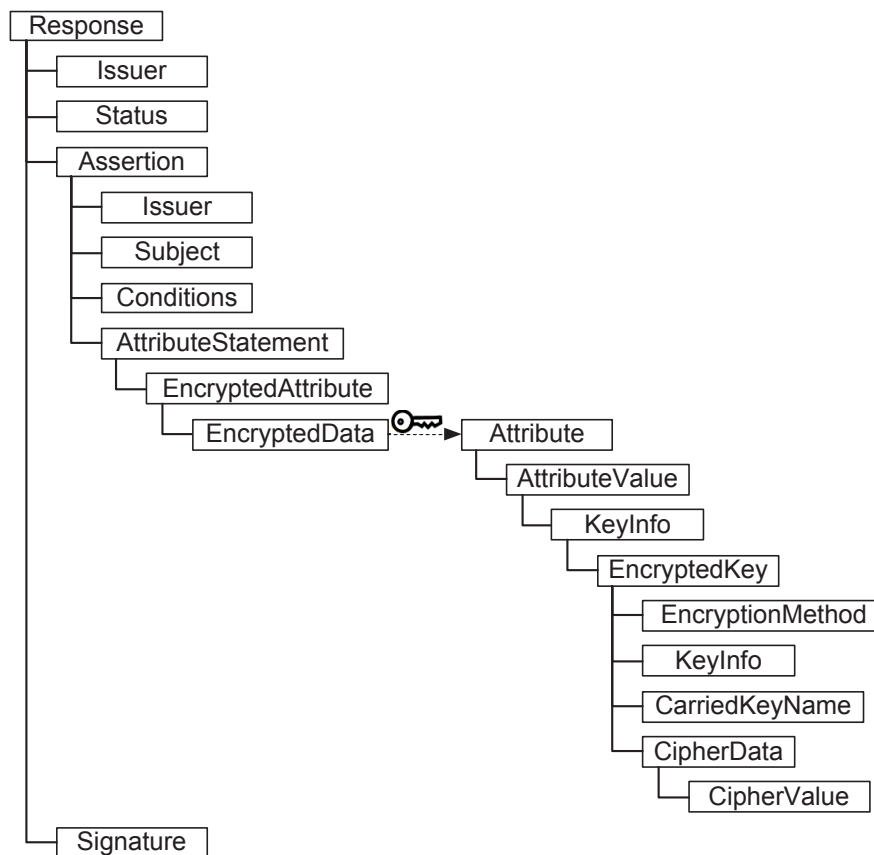 Response
Issuer
Status
Assertion
Issuer
Subject
Conditions
AttributeStatement
EncryptedAttribute
EncryptedData
Attribute
AttributeValue
KeyInfo
EncryptedKey
EncryptionMethod
KeyInfo
CarriedKeyName
CipherData
CipherValue
Signature